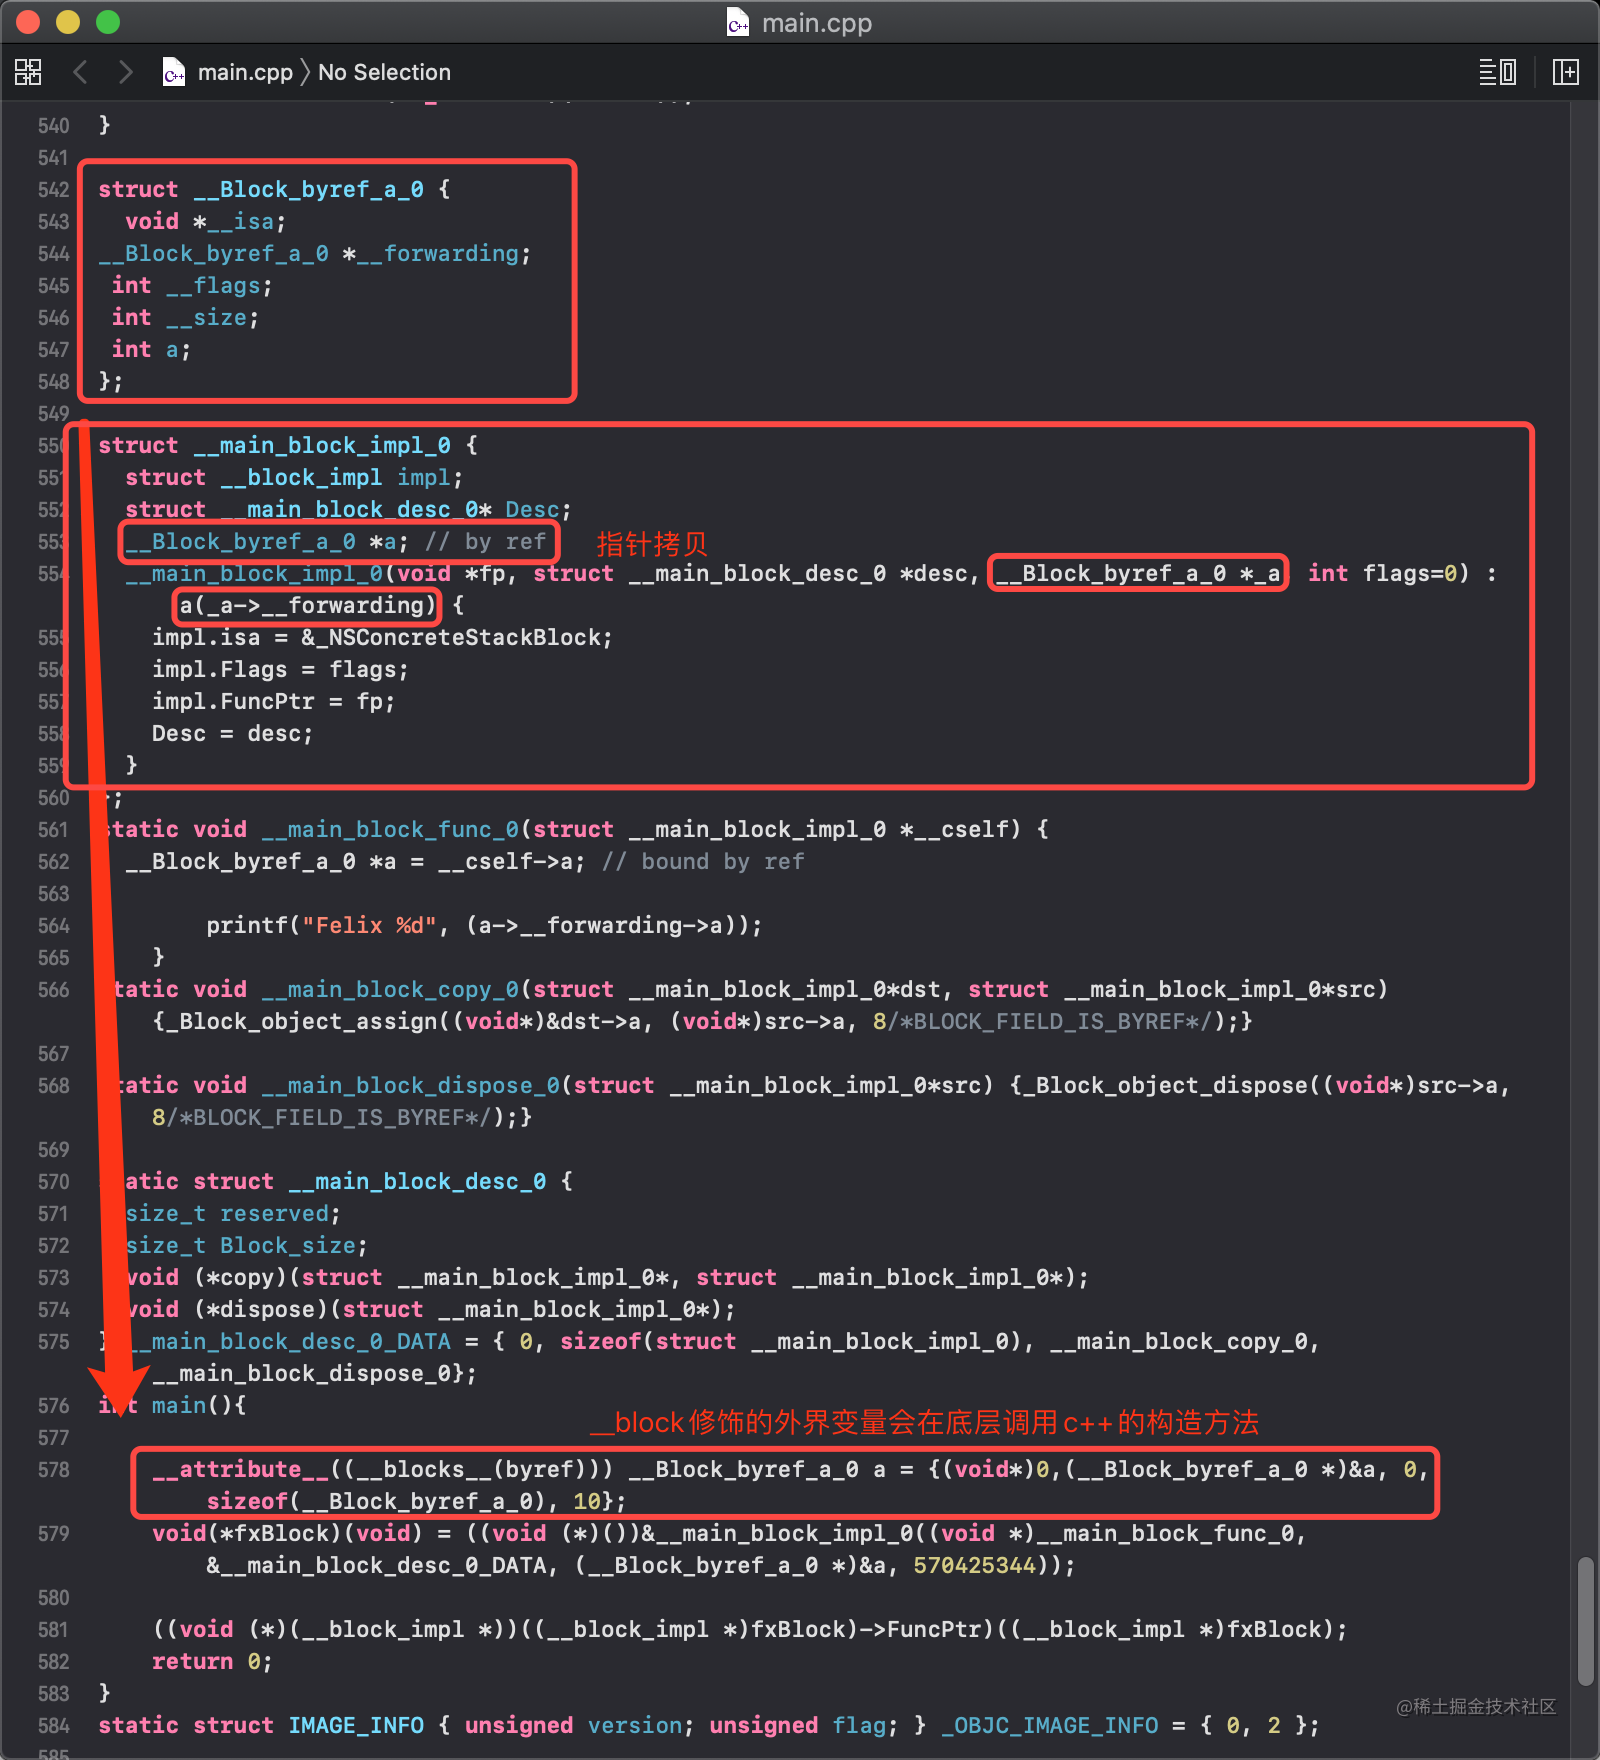 main.cpp
main.cpp 〉No Selection
540 }
541
542 struct __Block_byref_a_0 {
543 void *__isa;
544 __Block_byref_a_0 *__forwarding;
545 int __flags;
546 int __size;
547 int a;
548 };
549
550 struct __main_block_impl_0 {
551 struct __block_impl impl;
552 struct __main_block_desc_0* Desc;
553 __Block_byref_a_0 *a; // by ref 指针拷贝
554 __main_block_impl_0(void *fp, struct __main_block_desc_0 *desc, __Block_byref_a_0 *_a int flags=0) :
a(_a->__forwarding) {
555 impl.isa = &_NSConcreteStackBlock;
556 impl.Flags = flags;
557 impl.FuncPtr = fp;
558 Desc = desc;
559 }
560 ;
561 static void __main_block_func_0(struct __main_block_impl_0 *__cself) {
562 __Block_byref_a_0 *a = __cself->a; // bound by ref
563
564 printf("Felix %d", (a->__forwarding->a));
565 }
566 tatic void __main_block_copy_0(struct __main_block_impl_0*dst, struct __main_block_impl_0*src)
{_Block_object_assign((void*)&dst->a, (void*)src->a, 8/*BLOCK_FIELD_IS_BYREF*/);}
567
568 tatic void __main_block_dispose_0(struct __main_block_impl_0*src) {_Block_object_dispose((void*)src->a,
8/*BLOCK_FIELD_IS_BYREF*/);}
569
570 tatic struct __main_block_desc_0 {
571 size_t reserved;
572 size_t Block_size;
573 void (*copy)(struct __main_block_impl_0*, struct __main_block_impl_0*);
574 void (*dispose)(struct __main_block_impl_0*);
575 } __main_block_desc_0_DATA = { 0, sizeof(struct __main_block_impl_0), __main_block_copy_0,
__main_block_dispose_0};
576 int main(){
__block修饰的外界变量会在底层调用c++的构造方法
577
578 __attribute__((__blocks__(byref))) __Block_byref_a_0 a = {(void*)0,(__Block_byref_a_0 *)&a, 0,
sizeof(__Block_byref_a_0), 10};
579 void(*fxBlock)(void) = ((void (*)())&__main_block_impl_0((void *)__main_block_func_0,
&__main_block_desc_0_DATA, (__Block_byref_a_0 *)&a, 570425344));
580
581 ((void (*)(__block_impl *))((__block_impl *)fxBlock)->FuncPtr)((__block_impl *)fxBlock);
582 return 0;
583 }
@稀土掘金技术社区
584 static struct IMAGE_INFO { unsigned version; unsigned flag; } _OBJC_IMAGE_INFO = { 0, 2 };
585